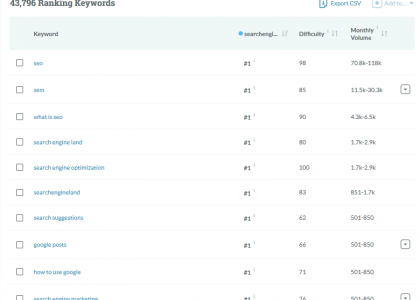 43,796 Ranking Keywords
Export CSV
Add to...
Keyword
searchengi...
Difficulty
Monthly
Volume
seo #1 98 70.8k-118k
sem #1 85 11.5k-30.3k
what is seo #1 90 4.3k-6.5k
search engine land #1 80 1.7k-2.9k
search engine optimization #1 100 1.7k-2.9k
searchengineland #1 83 851-1.7k
search suggestions #1 62 501-850
google posts #1 66 501-850
how to use google #1 71 501-850
search engine marketing #1 76 501-850